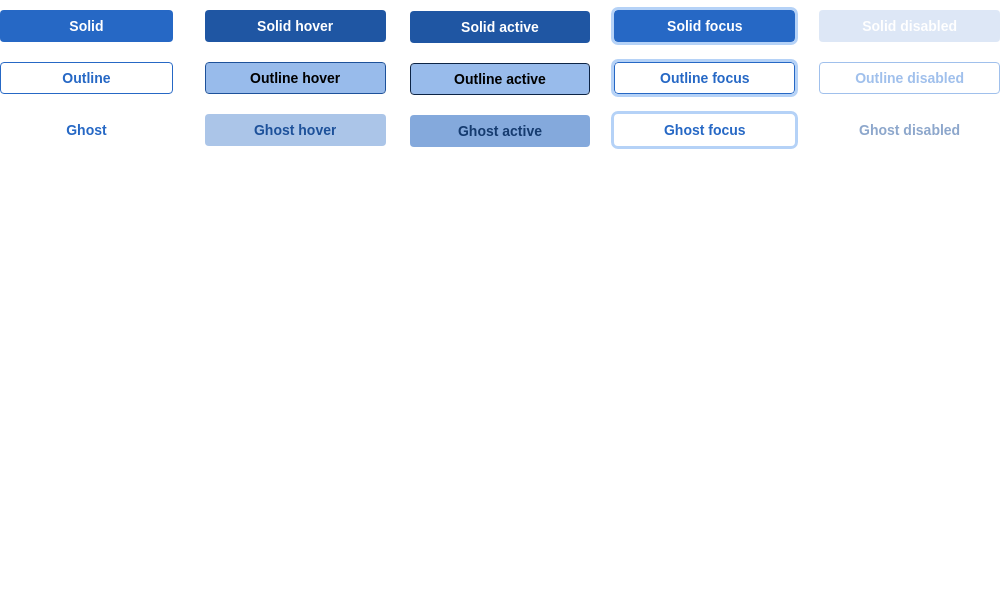 Solid Solid hover Solid active Solid focus Solid disabled
Outline Outline hover Outline active Outline focus Outline disabled
Ghost Ghost hover Ghost active Ghost focus Ghost disabled